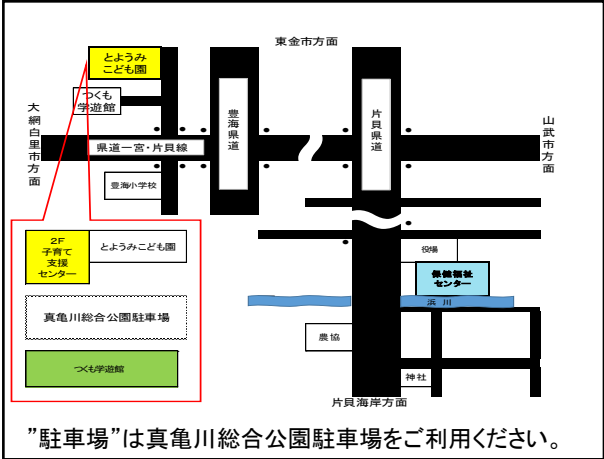 東金市方面
とようみ
こども園
つくも
学遊館
大網白里市方面
豊海県道
片貝県道
山武市方面
県道一宮・片貝線
豊海小学校
2F
子育て
支援
センター
とようみこども園
真亀川総合公園駐車場
つくも学遊館
役場
保健福祉
センター
浜川
農協
神社
片貝海岸方面
”駐車場”は真亀川総合公園駐車場をご利用ください。